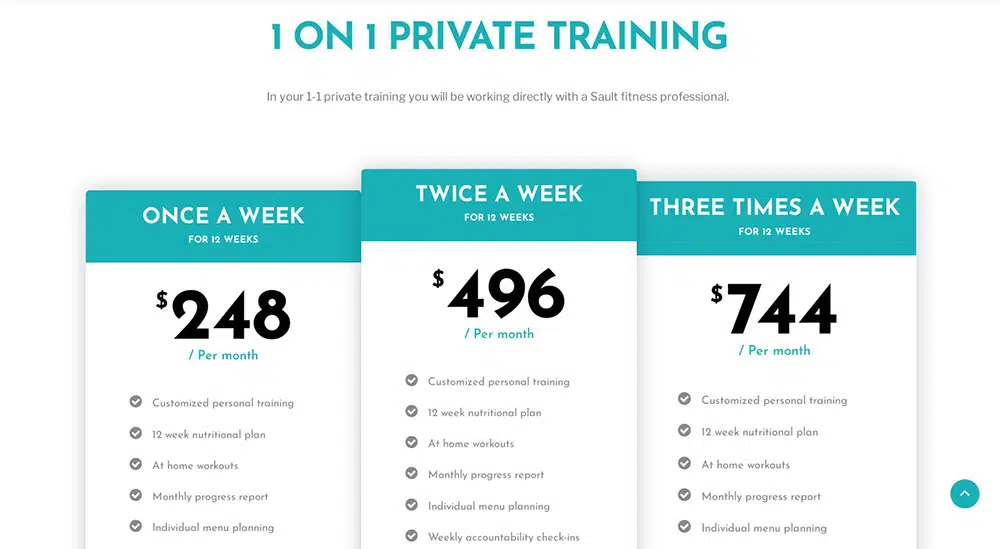 1 ON 1 PRIVATE TRAINING
In your 1-1 private training you will be working directly with a Sault fitness professional.
ONCE A WEEK
FOR 12 WEEKS
$248
/ Per month
Customized personal training
12 week nutritional plan
At home workouts
Monthly progress report
Individual menu planning
TWICE A WEEK
FOR 12 WEEKS
$496
/ Per month
Customized personal training
12 week nutritional plan
At home workouts
Monthly progress report
Individual menu planning
Weekly accountability check-ins
THREE TIMES A WEEK
FOR 12 WEEKS
$744
/ Per month
Customized personal training
12 week nutritional plan
At home workouts
Monthly progress report
Individual menu planning